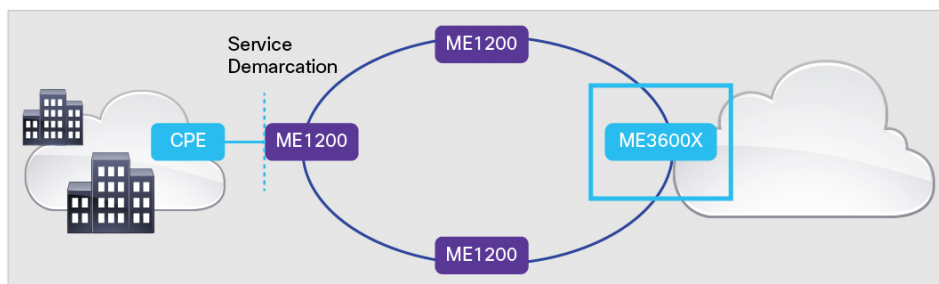 ME1200
Service
Demarcation
CPE
ME1200
ME3600X
ME1200